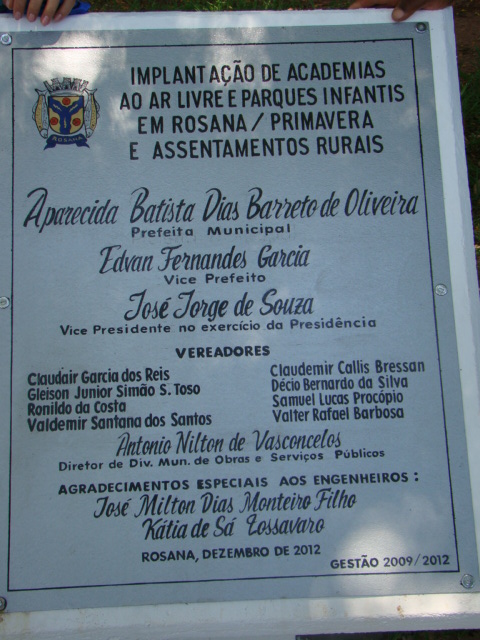 ROSANA
IMPLANTAÇÃO DE ACADEMIAS
AO AR LIVRE E PARQUES INFANTIS
EM ROSANA / PRIMAVERA
E ASSENTAMENTOS RURAIS
Aparecida Batista Dias Barreto de Oliveira
Prefeita Municipal
Edvan Fernandes Garcia
Vice Prefeito
José Jorge de Souza
Vice Presidente no exercício da Presidência
VEREADORES
Claudair Garcia dos Reis
Gleison Junior Simão S. Toso
Ronildo da Costa
Valdemir Santana dos Santos
Claudemir Callis Bressan
Décio Bernardo da Silva
Samuel Lucas Procópio
Valter Rafael Barbosa
Antonio Nilton de Vasconcelos
Diretor de Div. Mun. de Obras e Serviços Públicos
AGRADECIMENTOS ESPECIAIS AOS ENGENHEIROS :
José Milton Dias Monteiro Filho
Kátia de Sá Tossavaro
ROSANA, DEZEMBRO DE 2012
GESTÃO 2009/2012